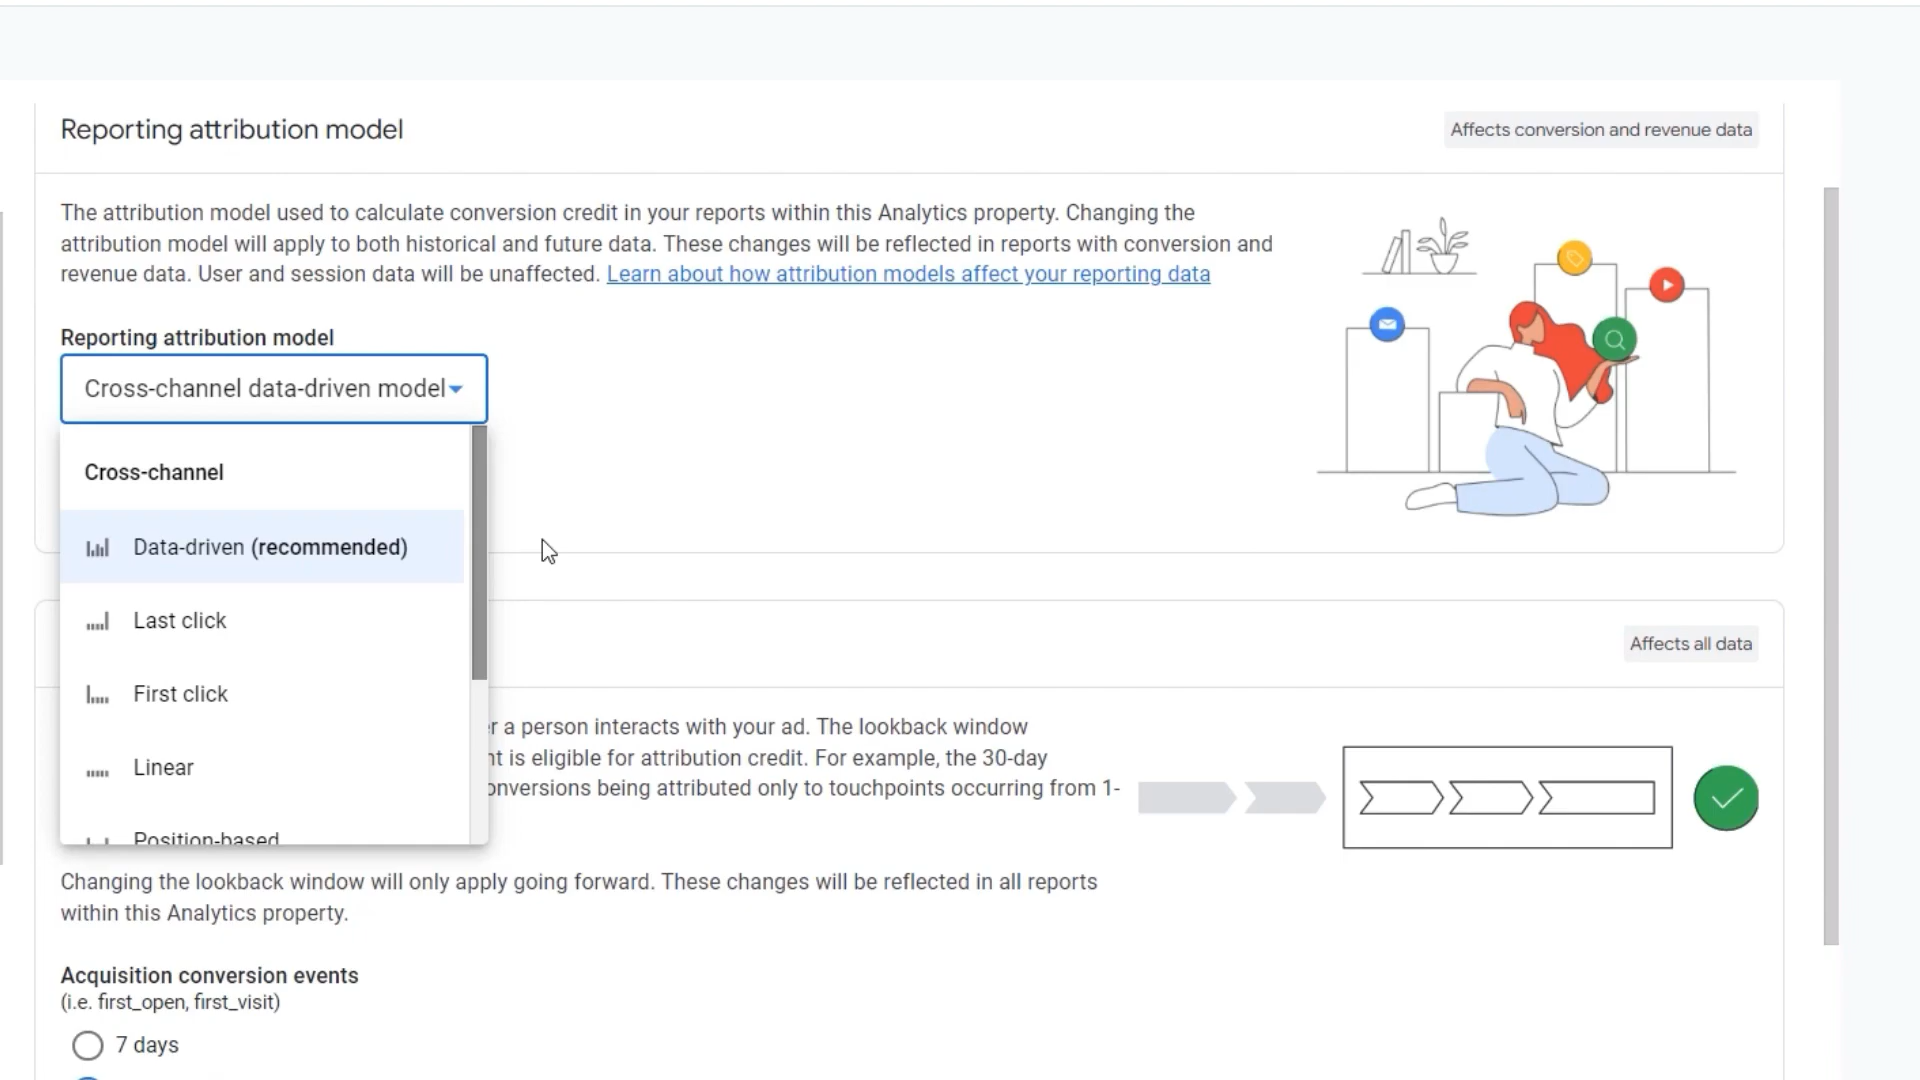 Reporting attribution model
Affects conversion and revenue data
The attribution model used to calculate conversion credit in your reports within this Analytics property. Changing the
attribution model will apply to both historical and future data. These changes will be reflected in reports with conversion and
revenue data. User and session data will be unaffected. Learn about how attribution models affect your reporting data
Reporting attribution model
Cross-channel data-driven model
Cross-channel
Data-driven (recommended)
Last click
First click
Linear
Position-based
Affects all data
a person interacts with your ad. The lookback window
is eligible for attribution credit. For example, the 30-day
being attributed only to touchpoints occurring from 1-
Changing the lookback window will only apply going forward. These changes will be reflected in all reports
within this Analytics property.
Acquisition conversion events
(i.e. first_open, first_visit)
7 days